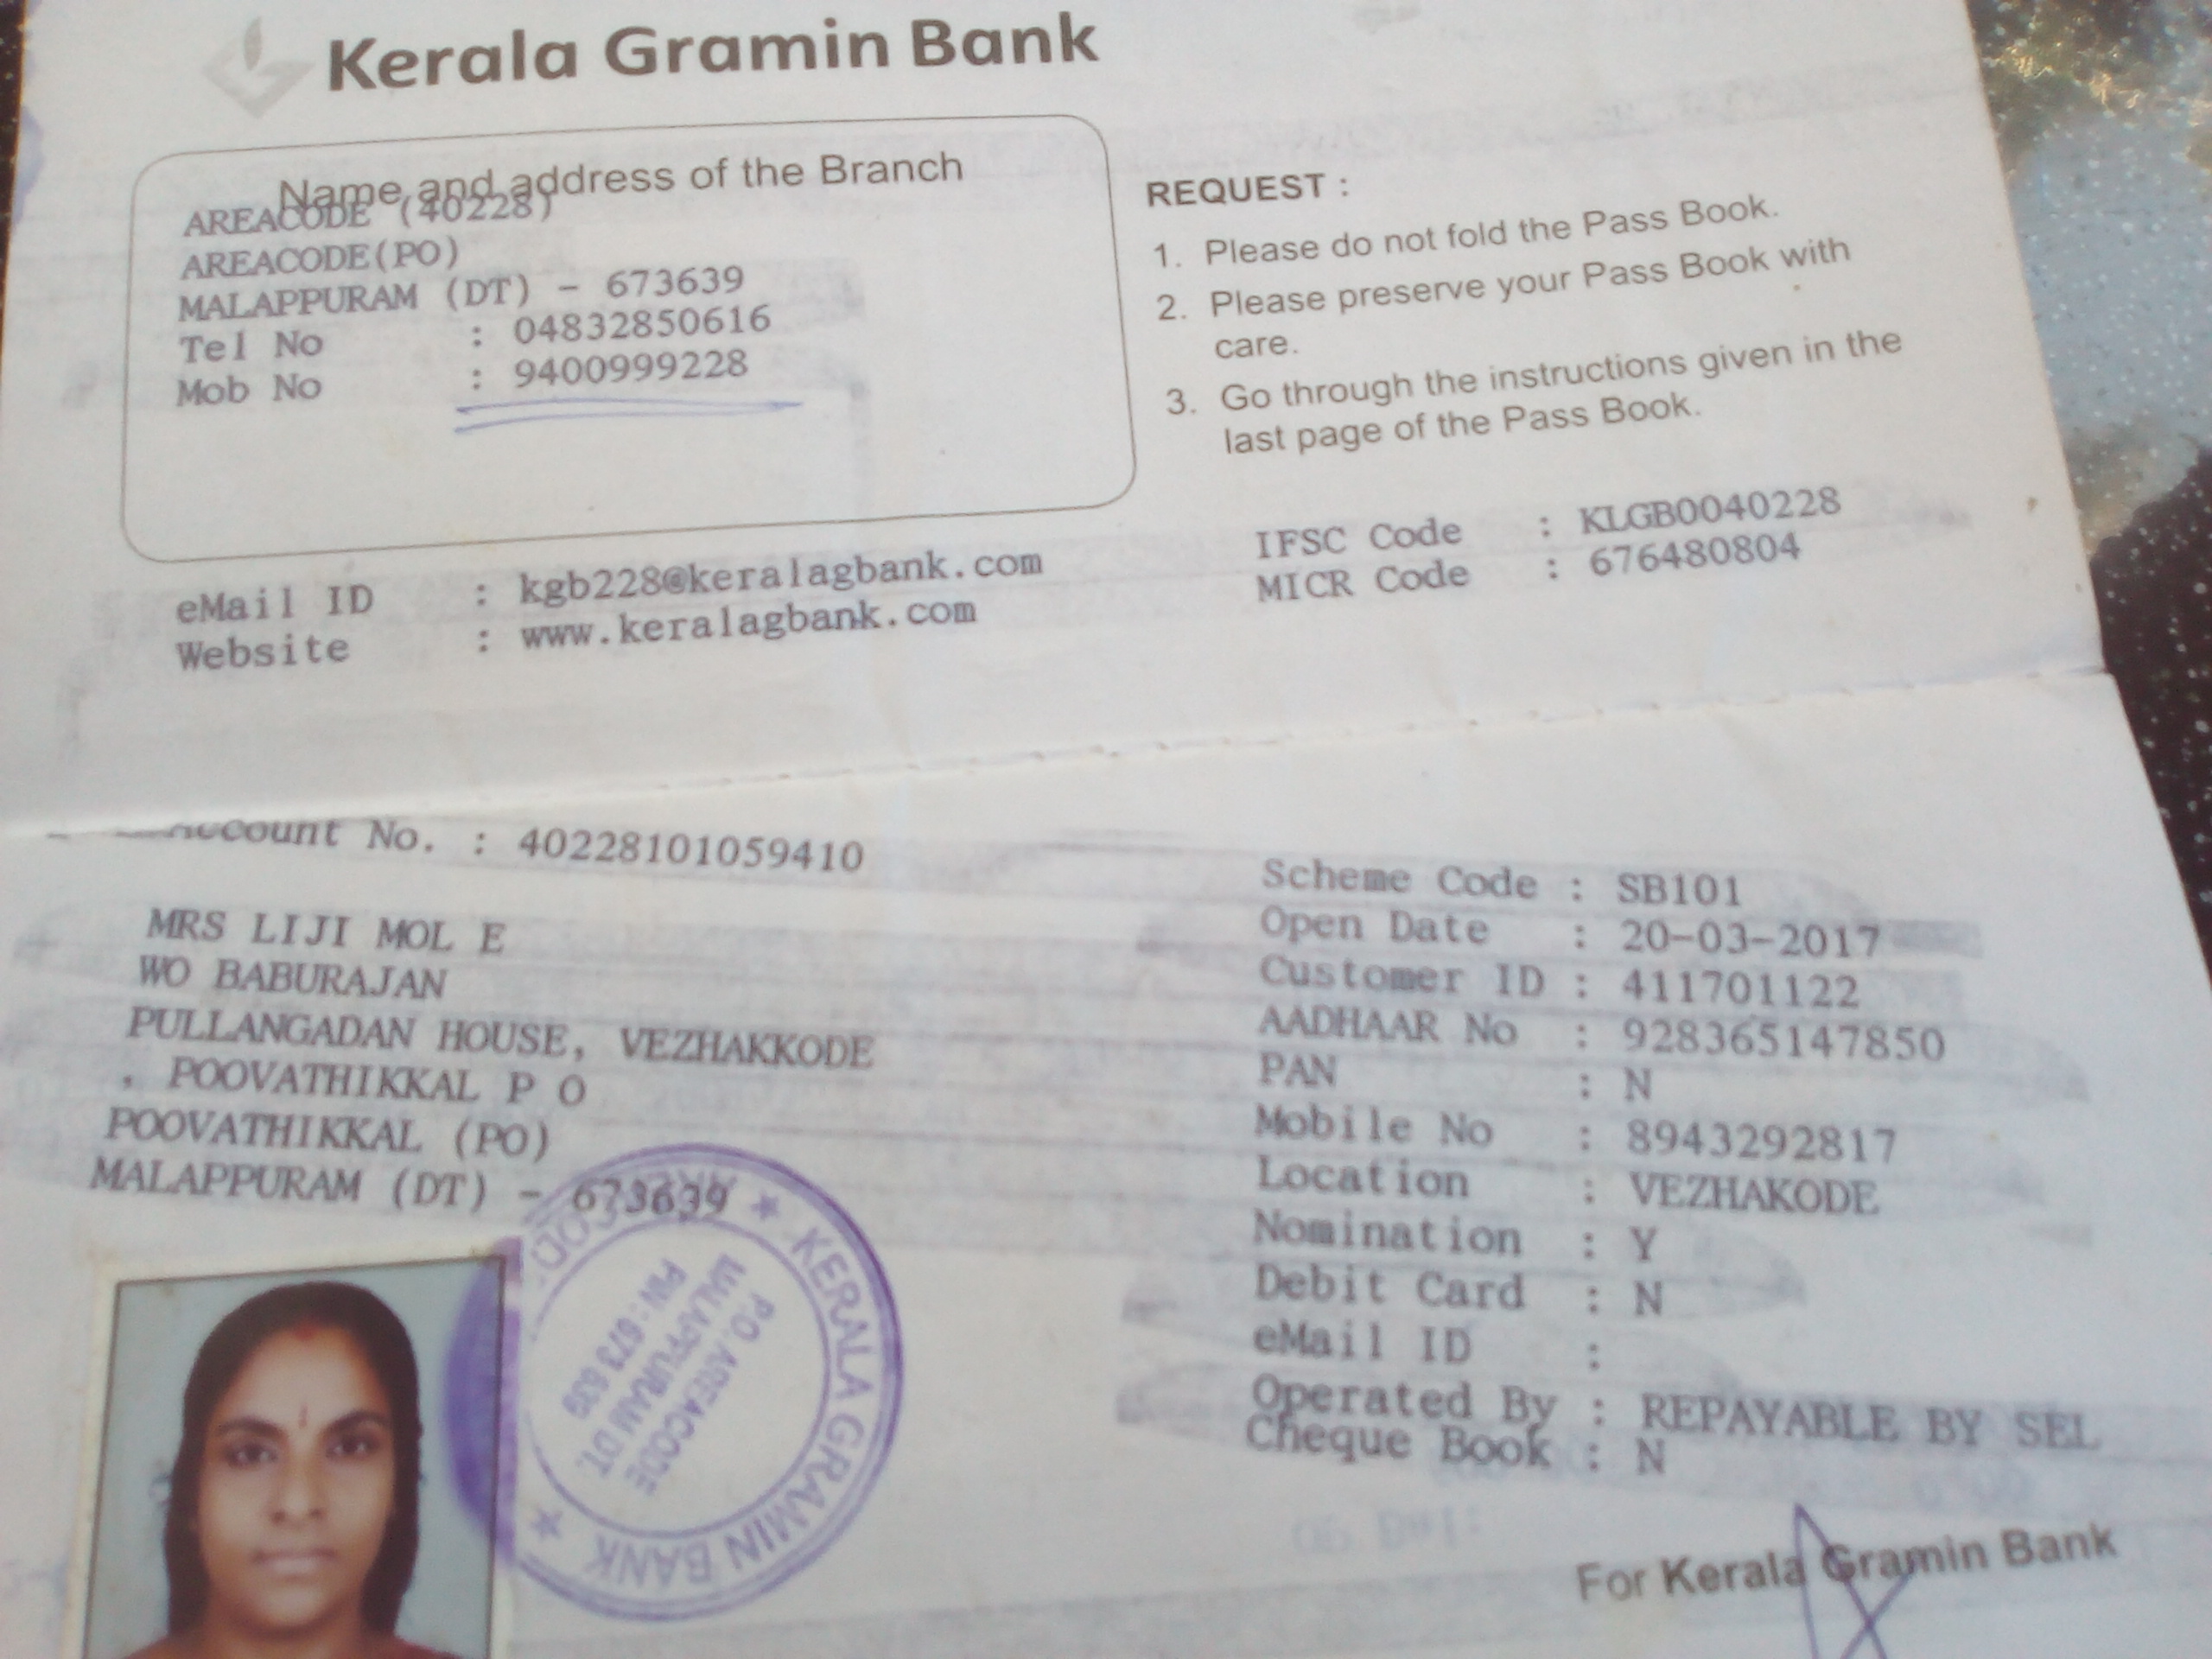 Kerala Gramin Bank
Name and address of the Branch
AREACODE (40228)
AREACODE(PO)
MALAPPURAM (DT) - 673639
Tel No : 04832850616
Mob No : 9400999228
REQUEST :
1. Please do not fold the Pass Book.
2. Please preserve your Pass Book with
care.
3. Go through the instructions given in the
last page of the Pass Book.
eMail ID : kgb228@keralagbank.com
Website : www.keralagbank.com
IFSC Code : KLGB0040228
MICR Code : 676480804
Account No. : 40228101059410
MRS LIJI MOL E
WO BABURAJAN
PULLANGADAN HOUSE, VEZHAKKODE
, POOVATHIKKAL P O
POOVATHIKKAL (PO)
MALAPPURAM (DT) - 673639
Scheme Code : SB101
Open Date : 20-03-2017
Customer ID : 411701122
AADHAAR No : 928365147850
PAN : N
Mobile No : 8943292817
Location : VEZHAKODE
Nomination : Y
Debit Card : N
eMail ID :
Operated By : REPAYABLE BY SEL
Cheque Book : N
KERALA GRAMIN BANK
P.O. AREACODE
MALAPPURAM DT.
PIN : 673 639
For Kerala Gramin Bank